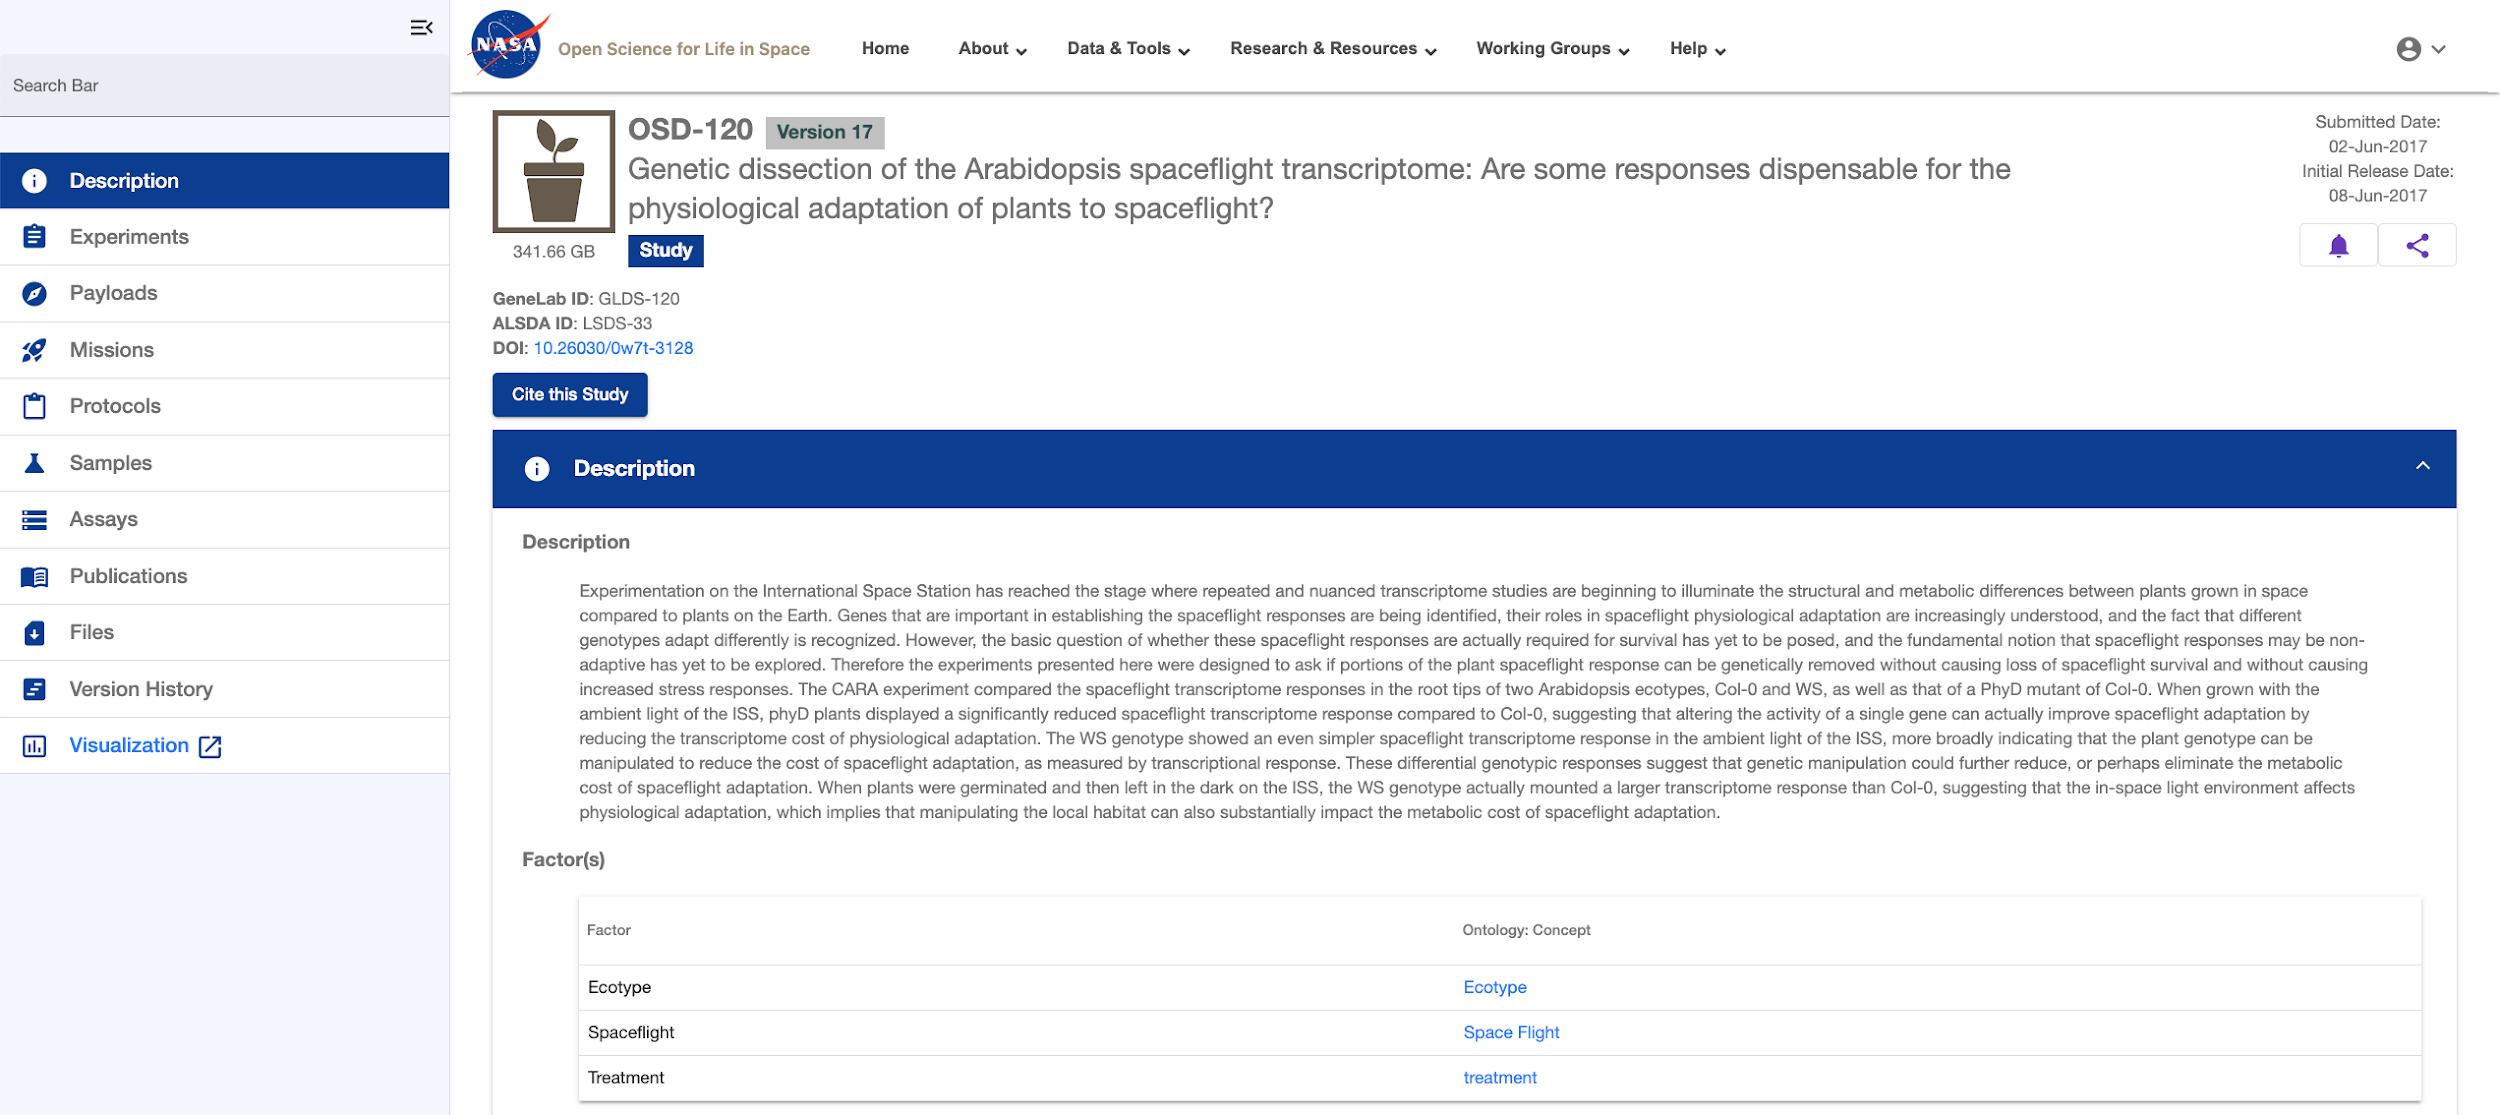 Search Bar
Description
Experiments
Payloads
Missions
Protocols
Samples
Assays
Publications
Files
Version History
Visualization
NASA
Open Science for Life in Space
Home
About
Data & Tools
Research & Resources
Working Groups
Help
OSD-120 Version 17
Genetic dissection of the Arabidopsis spaceflight transcriptome: Are some responses dispensable for the
physiological adaptation of plants to spaceflight?
341.66 GB
Study
Submitted Date:
02-Jun-2017
Initial Release Date:
08-Jun-2017
GeneLab ID: GLDS-120
ALSDA ID: LSDS-33
DOI: 10.26030/0w7t-3128
Cite this Study
Description
Description
Experimentation on the International Space Station has reached the stage where repeated and nuanced transcriptome studies are beginning to illuminate the structural and metabolic differences between plants grown in space
compared to plants on the Earth. Genes that are important in establishing the spaceflight responses are being identified, their roles in spaceflight physiological adaptation are increasingly understood, and the fact that different
genotypes adapt differently is recognized. However, the basic question of whether these spaceflight responses are actually required for survival has yet to be posed, and the fundamental notion that spaceflight responses may be non-
adaptive has yet to be explored. Therefore the experiments presented here were designed to ask if portions of the plant spaceflight response can be genetically removed without causing loss of spaceflight survival and without causing
increased stress responses. The CARA experiment compared the spaceflight transcriptome responses in the root tips of two Arabidopsis ecotypes, Col-0 and WS, as well as that of a PhyD mutant of Col-0. When grown with the
ambient light of the ISS, phyD plants displayed a significantly reduced spaceflight transcriptome response compared to Col-0, suggesting that altering the activity of a single gene can actually improve spaceflight adaptation by
reducing the transcriptome cost of physiological adaptation. The WS genotype showed an even simpler spaceflight transcriptome response in the ambient light of the ISS, more broadly indicating that the plant genotype can be
manipulated to reduce the cost of spaceflight adaptation, as measured by transcriptional response. These differential genotypic responses suggest that genetic manipulation could further reduce, or perhaps eliminate the metabolic
cost of spaceflight adaptation. When plants were germinated and then left in the dark on the ISS, the WS genotype actually mounted a larger transcriptome response than Col-0, suggesting that the in-space light environment affects
physiological adaptation, which implies that manipulating the local habitat can also substantially impact the metabolic cost of spaceflight adaptation.
Factor(s)
Factor Ontology: Concept
Ecotype Ecotype
Spaceflight Space Flight
Treatment treatment